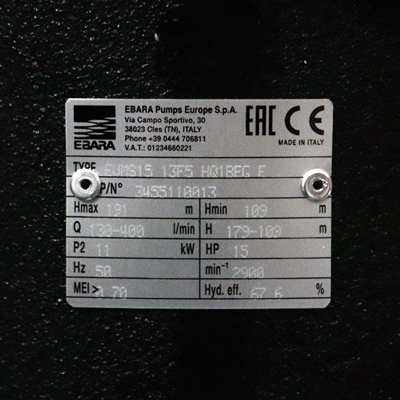 EBARA Pumps Europe S.p.A.
Via Campo Sportivo, 30
38023 Cles (TN), ITALY
Phone +39 0444 706811
V.A.T.: 01234660221
EBARA
EAC CE
MADE IN ITALY
TYPE EVMS15 13F5 HQ1BEG E
P/N° 3455110013
Hmax 191 m Hmin 109 m
Q 130-400 l/min H 179-109 m
P2 11 kW HP 15
Hz 50 min⁻¹ 2900
MEI > 0.70 Hyd. eff. 67.6 %